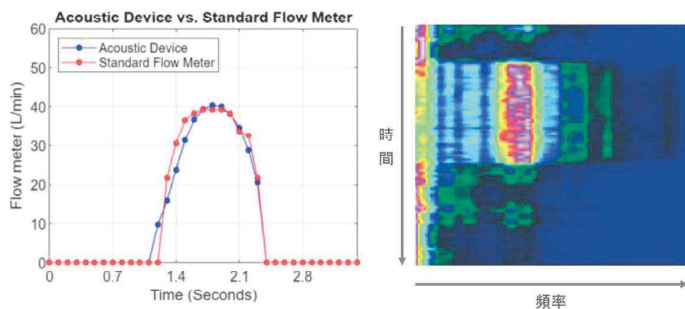 Acoustic Device vs. Standard Flow Meter
Acoustic Device
Standard Flow Meter
Flow meter (L/min)
60
50
40
30
20
10
0
0 0.7 1.4 2.1 2.8
Time (Seconds)
時間
頻率